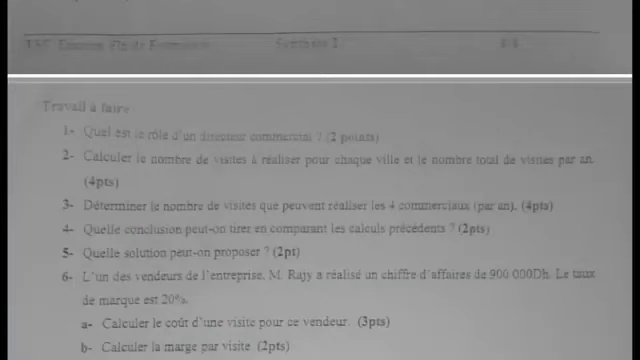 Synthèse 1
Travail à faire
1- Quel est le rôle d'un directeur commercial ? (2 points)
2- Calculer le nombre de visites à réaliser pour chaque ville et le nombre total de visites par an.
(4pts)
3- Déterminer le nombre de visites que peuvent réaliser les 4 commerciaux (par an). (4pts)
4- Quelle conclusion peut-on tirer en comparant les calculs précédents ? (2pts)
5- Quelle solution peut-on proposer ? (2pt)
6- L'un des vendeurs de l'entreprise, M. Rajy a réalisé un chiffre d'affaires de 900 000Dh. Le taux
de marque est 20%.
a- Calculer le coût d'une visite pour ce vendeur. (3pts)
b- Calculer la marge par visite (2pts)